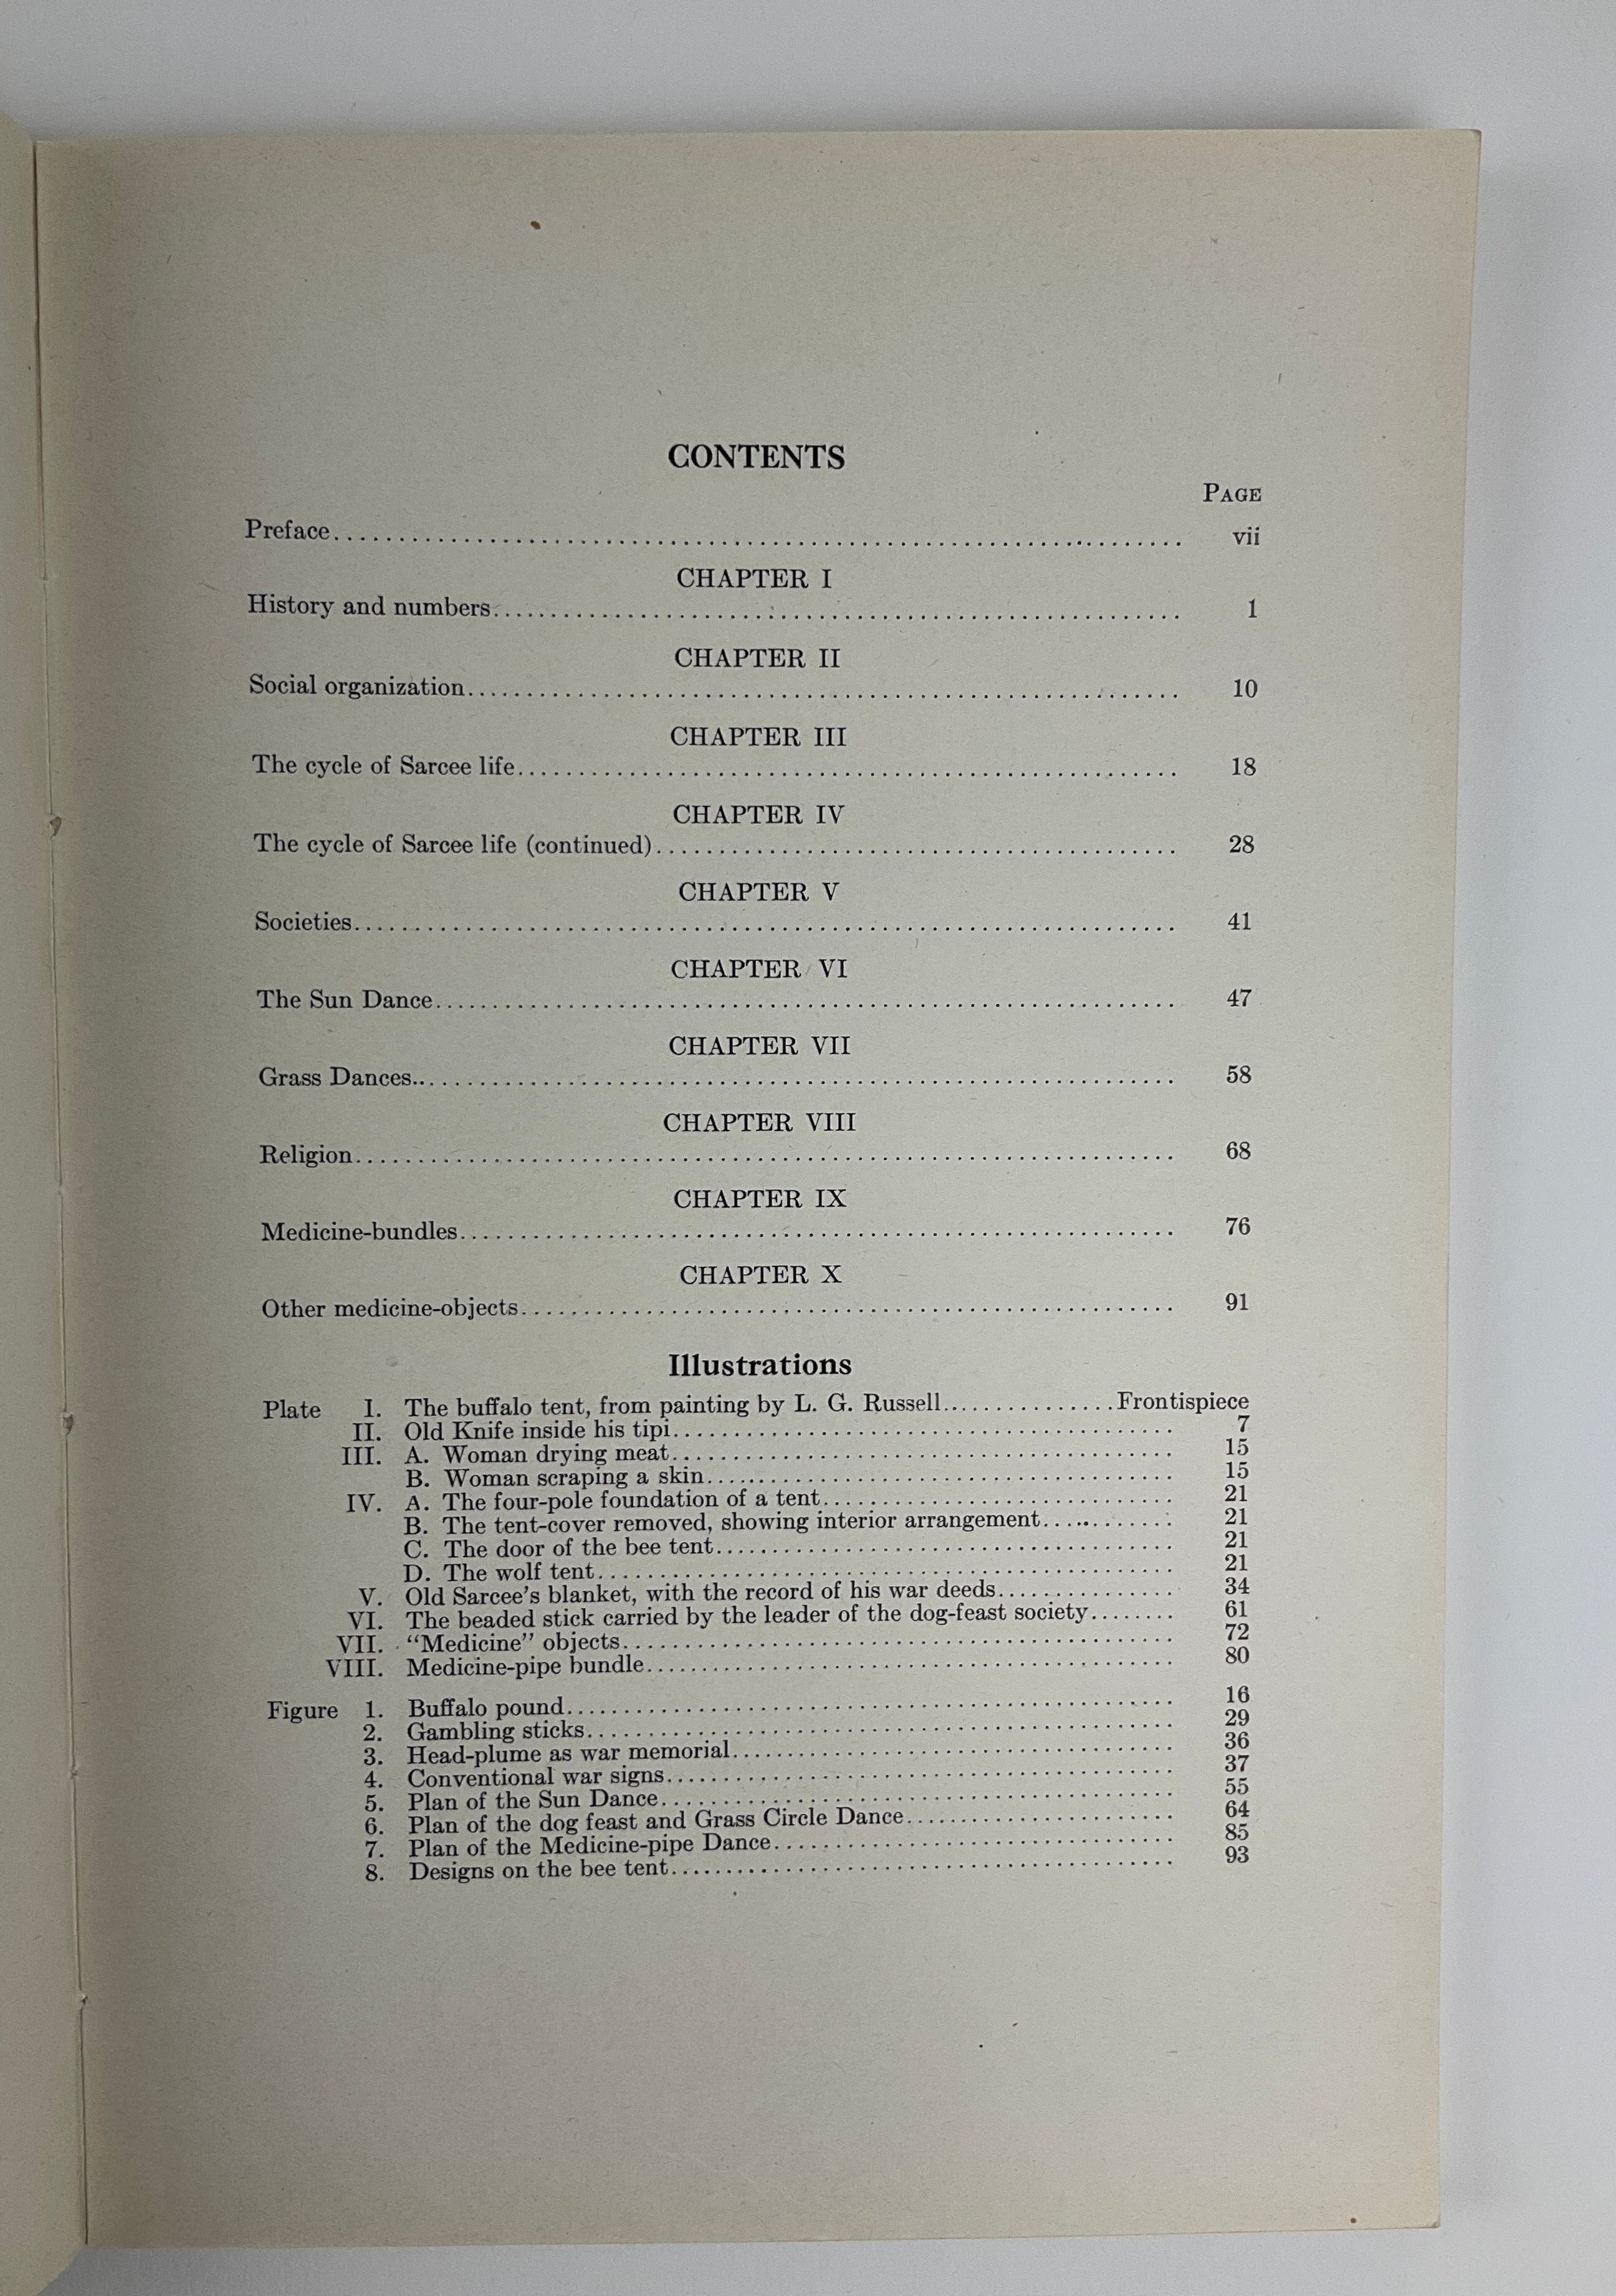 CONTENTS
PAGE
Preface........................................ vii
CHAPTER I
History and numbers........................................ 1
CHAPTER II
Social organization........................................ 10
CHAPTER III
The cycle of Sarcee life........................................ 18
CHAPTER IV
The cycle of Sarcee life (continued)........................................ 28
CHAPTER V
Societies........................................ 41
CHAPTER VI
The Sun Dance........................................ 47
CHAPTER VII
Grass Dances........................................ 58
CHAPTER VIII
Religion........................................ 68
CHAPTER IX
Medicine-bundles........................................ 76
CHAPTER X
Other medicine-objects........................................ 91
Illustrations
Plate I. The buffalo tent, from painting by L. G. Russell...............Frontispiece
II. Old Knife inside his tipi........................................ 7
III. A. Woman drying meat........................................ 15
B. Woman scraping a skin........................................ 15
IV. A. The four-pole foundation of a tent.............................. 21
B. The tent-cover removed, showing interior arrangement........... 21
C. The door of the bee tent........................................ 21
D. The wolf tent........................................ 21
V. Old Sarcee's blanket, with the record of his war deeds............... 34
VI. The beaded stick carried by the leader of the dog-feast society........ 61
VII. "Medicine" objects........................................ 72
VIII. Medicine-pipe bundle........................................ 80
Figure 1. Buffalo pound........................................ 16
2. Gambling sticks........................................ 29
3. Head-plume as war memorial........................................ 36
4. Conventional war signs........................................ 37
5. Plan of the Sun Dance........................................ 55
6. Plan of the dog feast and Grass Circle Dance....................... 64
7. Plan of the Medicine-pipe Dance................................. 85
8. Designs on the bee tent........................................ 93